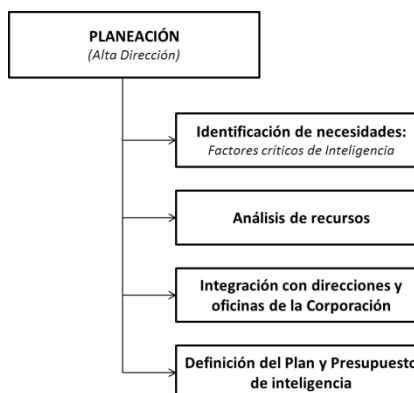 PLANEACIÓN
(Alta Dirección)
Identificación de necesidades:
Factores críticos de Inteligencia
Análisis de recursos
Integración con direcciones y
oficinas de la Corporación
Definición del Plan y Presupuesto
de inteligencia